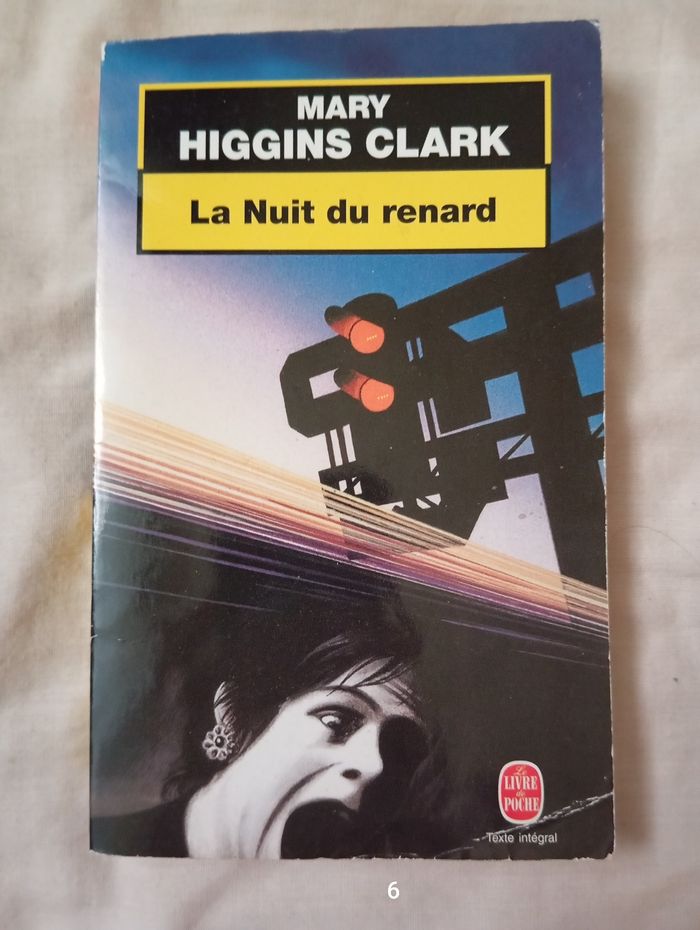 MARY
HIGGINS CLARK
La Nuit du renard
Le
LIVRE
de
POCHE
Texte intégral
6